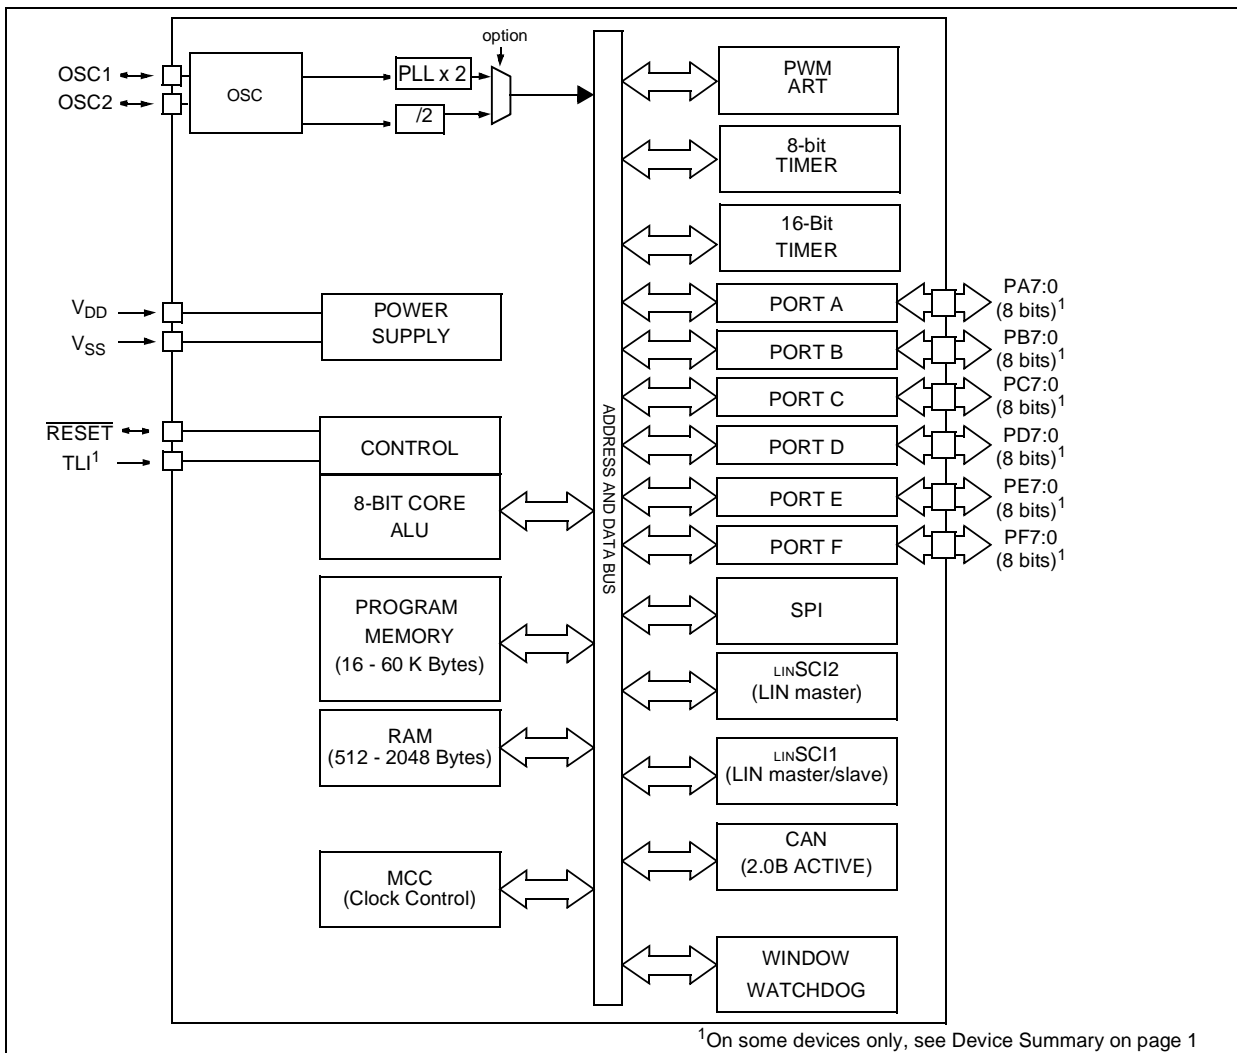 option
OSC1
OSC2
OSC
PLL x 2
/2
VDD
VSS
POWER
SUPPLY
RESET
TLI1
CONTROL
8-BIT CORE
ALU
PROGRAM
MEMORY
(16 - 60 K Bytes)
RAM
(512 - 2048 Bytes)
MCC
(Clock Control)
ADDRESS AND DATA BUS
PWM
ART
8-bit
TIMER
16-Bit
TIMER
PORT A
PA7:0
(8 bits)1
PORT B
PB7:0
(8 bits)1
PORT C
PC7:0
(8 bits)1
PORT D
PD7:0
(8 bits)1
PORT E
PE7:0
(8 bits)1
PORT F
PF7:0
(8 bits)1
SPI
LINSCI2
(LIN master)
LINSCI1
(LIN master/slave)
CAN
(2.0B ACTIVE)
WINDOW
WATCHDOG
1On some devices only, see Device Summary on page 1